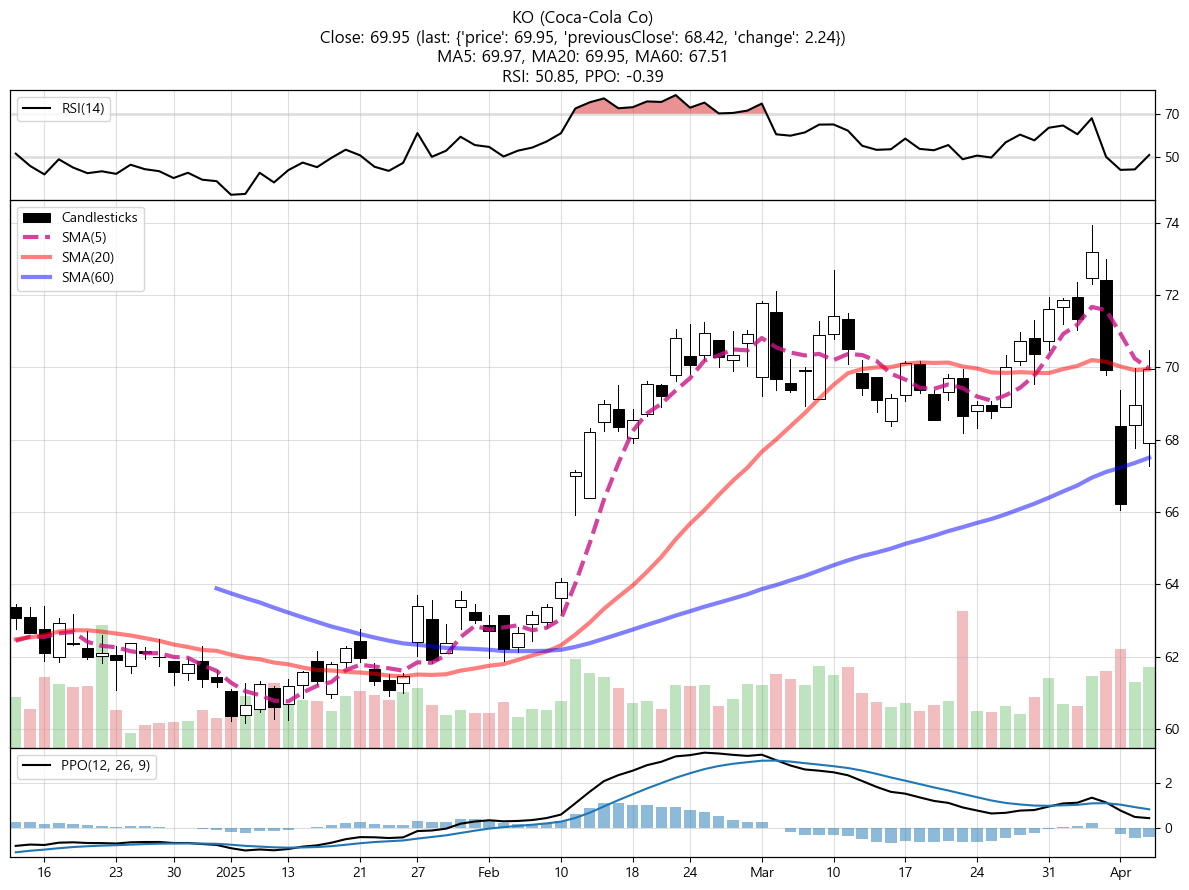 KO (Coca-Cola Co)
Close: 69.95 (last: {'price': 69.95, 'previousClose': 68.42, 'change': 2.24})
MA5: 69.97, MA20: 69.95, MA60: 67.51
RSI: 50.85, PPO: -0.39
RSI(14)
70
50
Candlesticks
SMA(5)
SMA(20)
SMA(60)
74
72
70
68
66
64
62
60
PPO(12, 26, 9)
2
0
16 23 30 2025 13 21 27 Feb 10 18 24 Mar 10 17 24 31 Apr